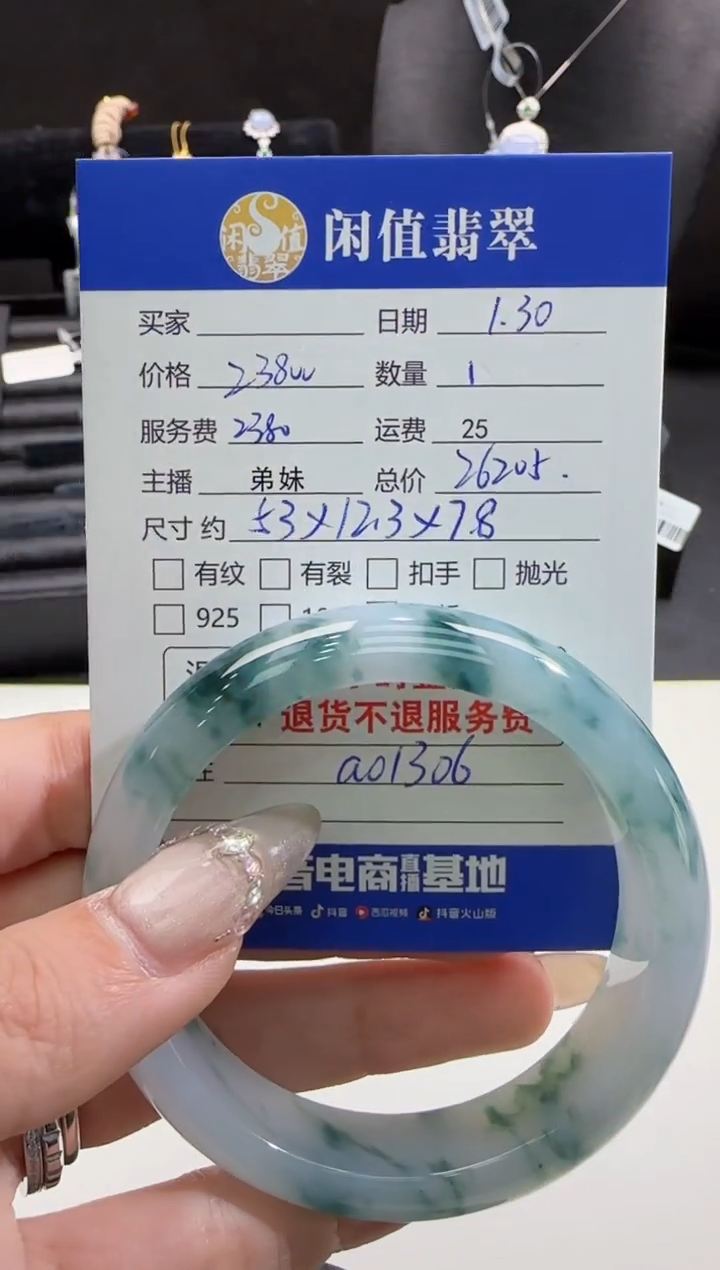 闲值翡翠
闲值翡翠
买家 日期 1.30
价格 23800 数量 1
服务费 2380 运费 25
主播 弟妹 总价 26205.
尺寸约 53×12.3×7.8
有纹 有裂 扣手 抛光
925
退货不退服务费
a01306
电商直播基地
今日头条 抖音 西瓜视频 抖音火山版